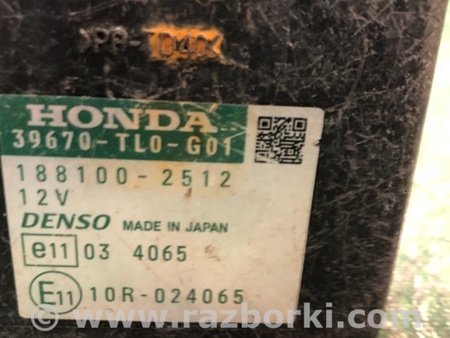 HONDA
39670-TL0-G01
188100-2512
12V
DENSO MADE IN JAPAN
e11 03 4065
E11 10R-024065
© www.razborki.com